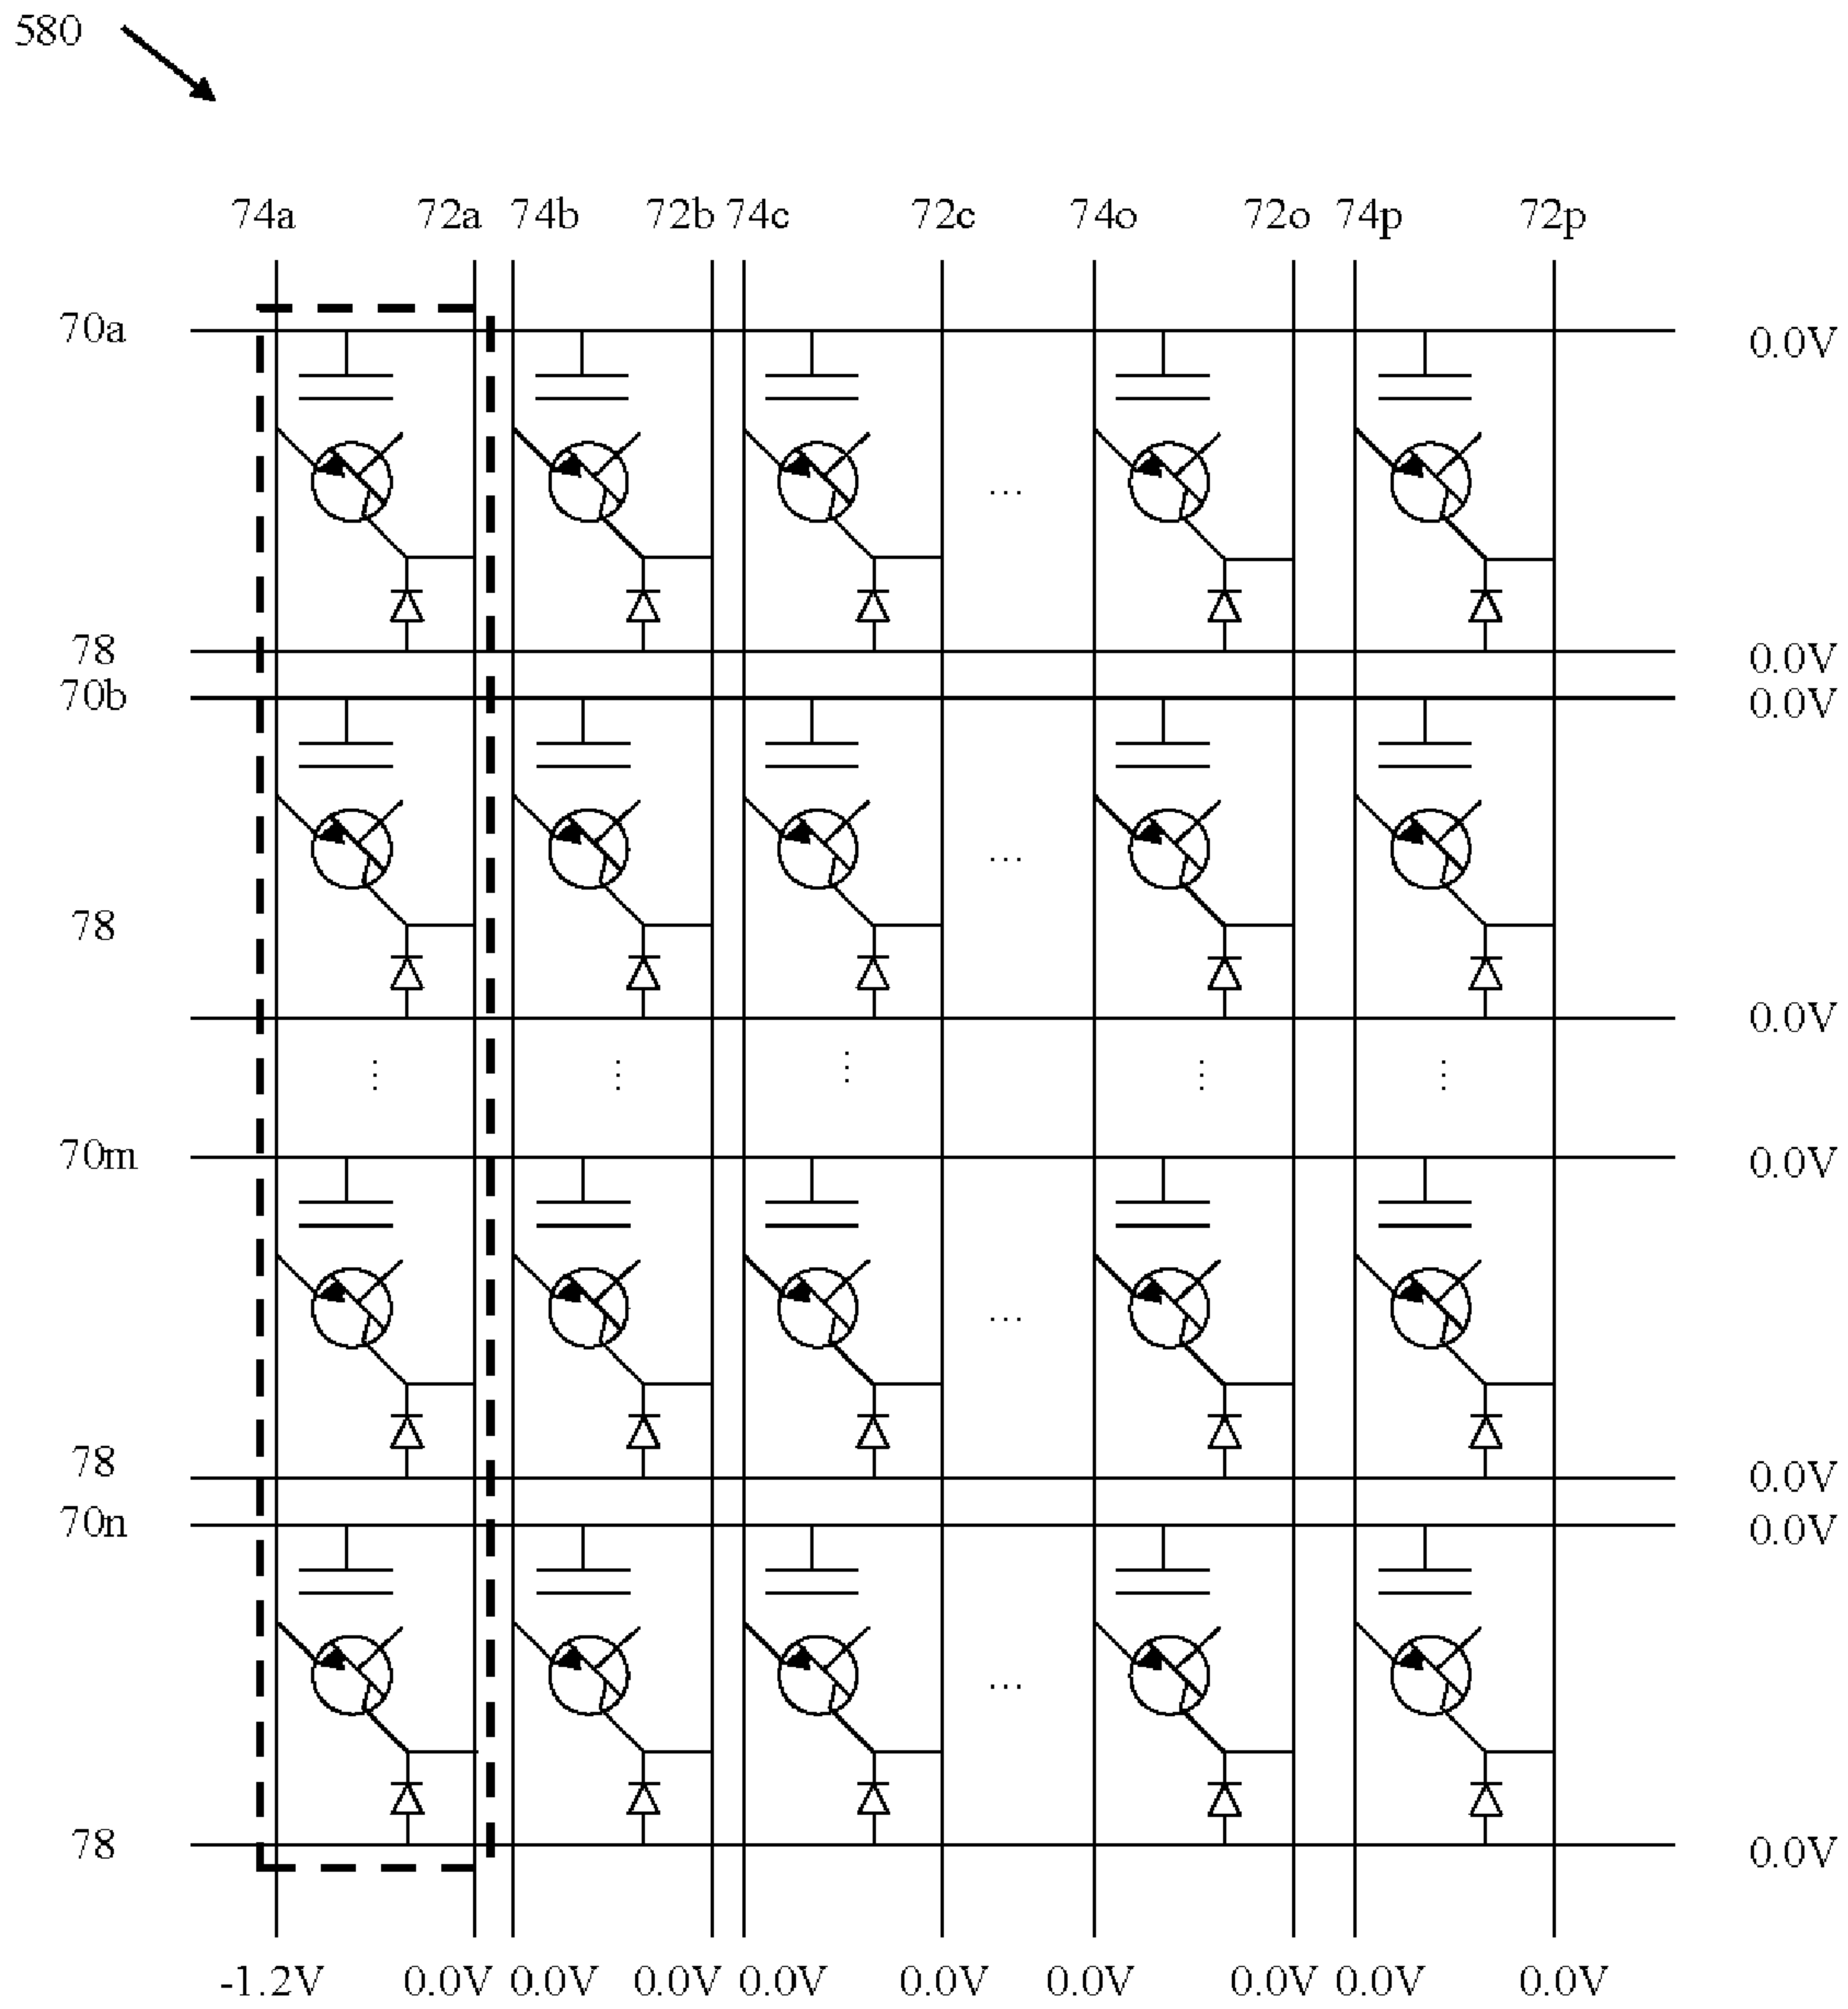 580
74a 72a 74b 72b 74c 72c 74o 72o 74p 72p
70a 0.0V
78 0.0V
70b 0.0V
...
78
0.0V
... ... ... ... ...
70m 0.0V
...
78 0.0V
70n 0.0V
...
78 0.0V
-1.2V 0.0V 0.0V 0.0V 0.0V 0.0V 0.0V 0.0V 0.0V 0.0V